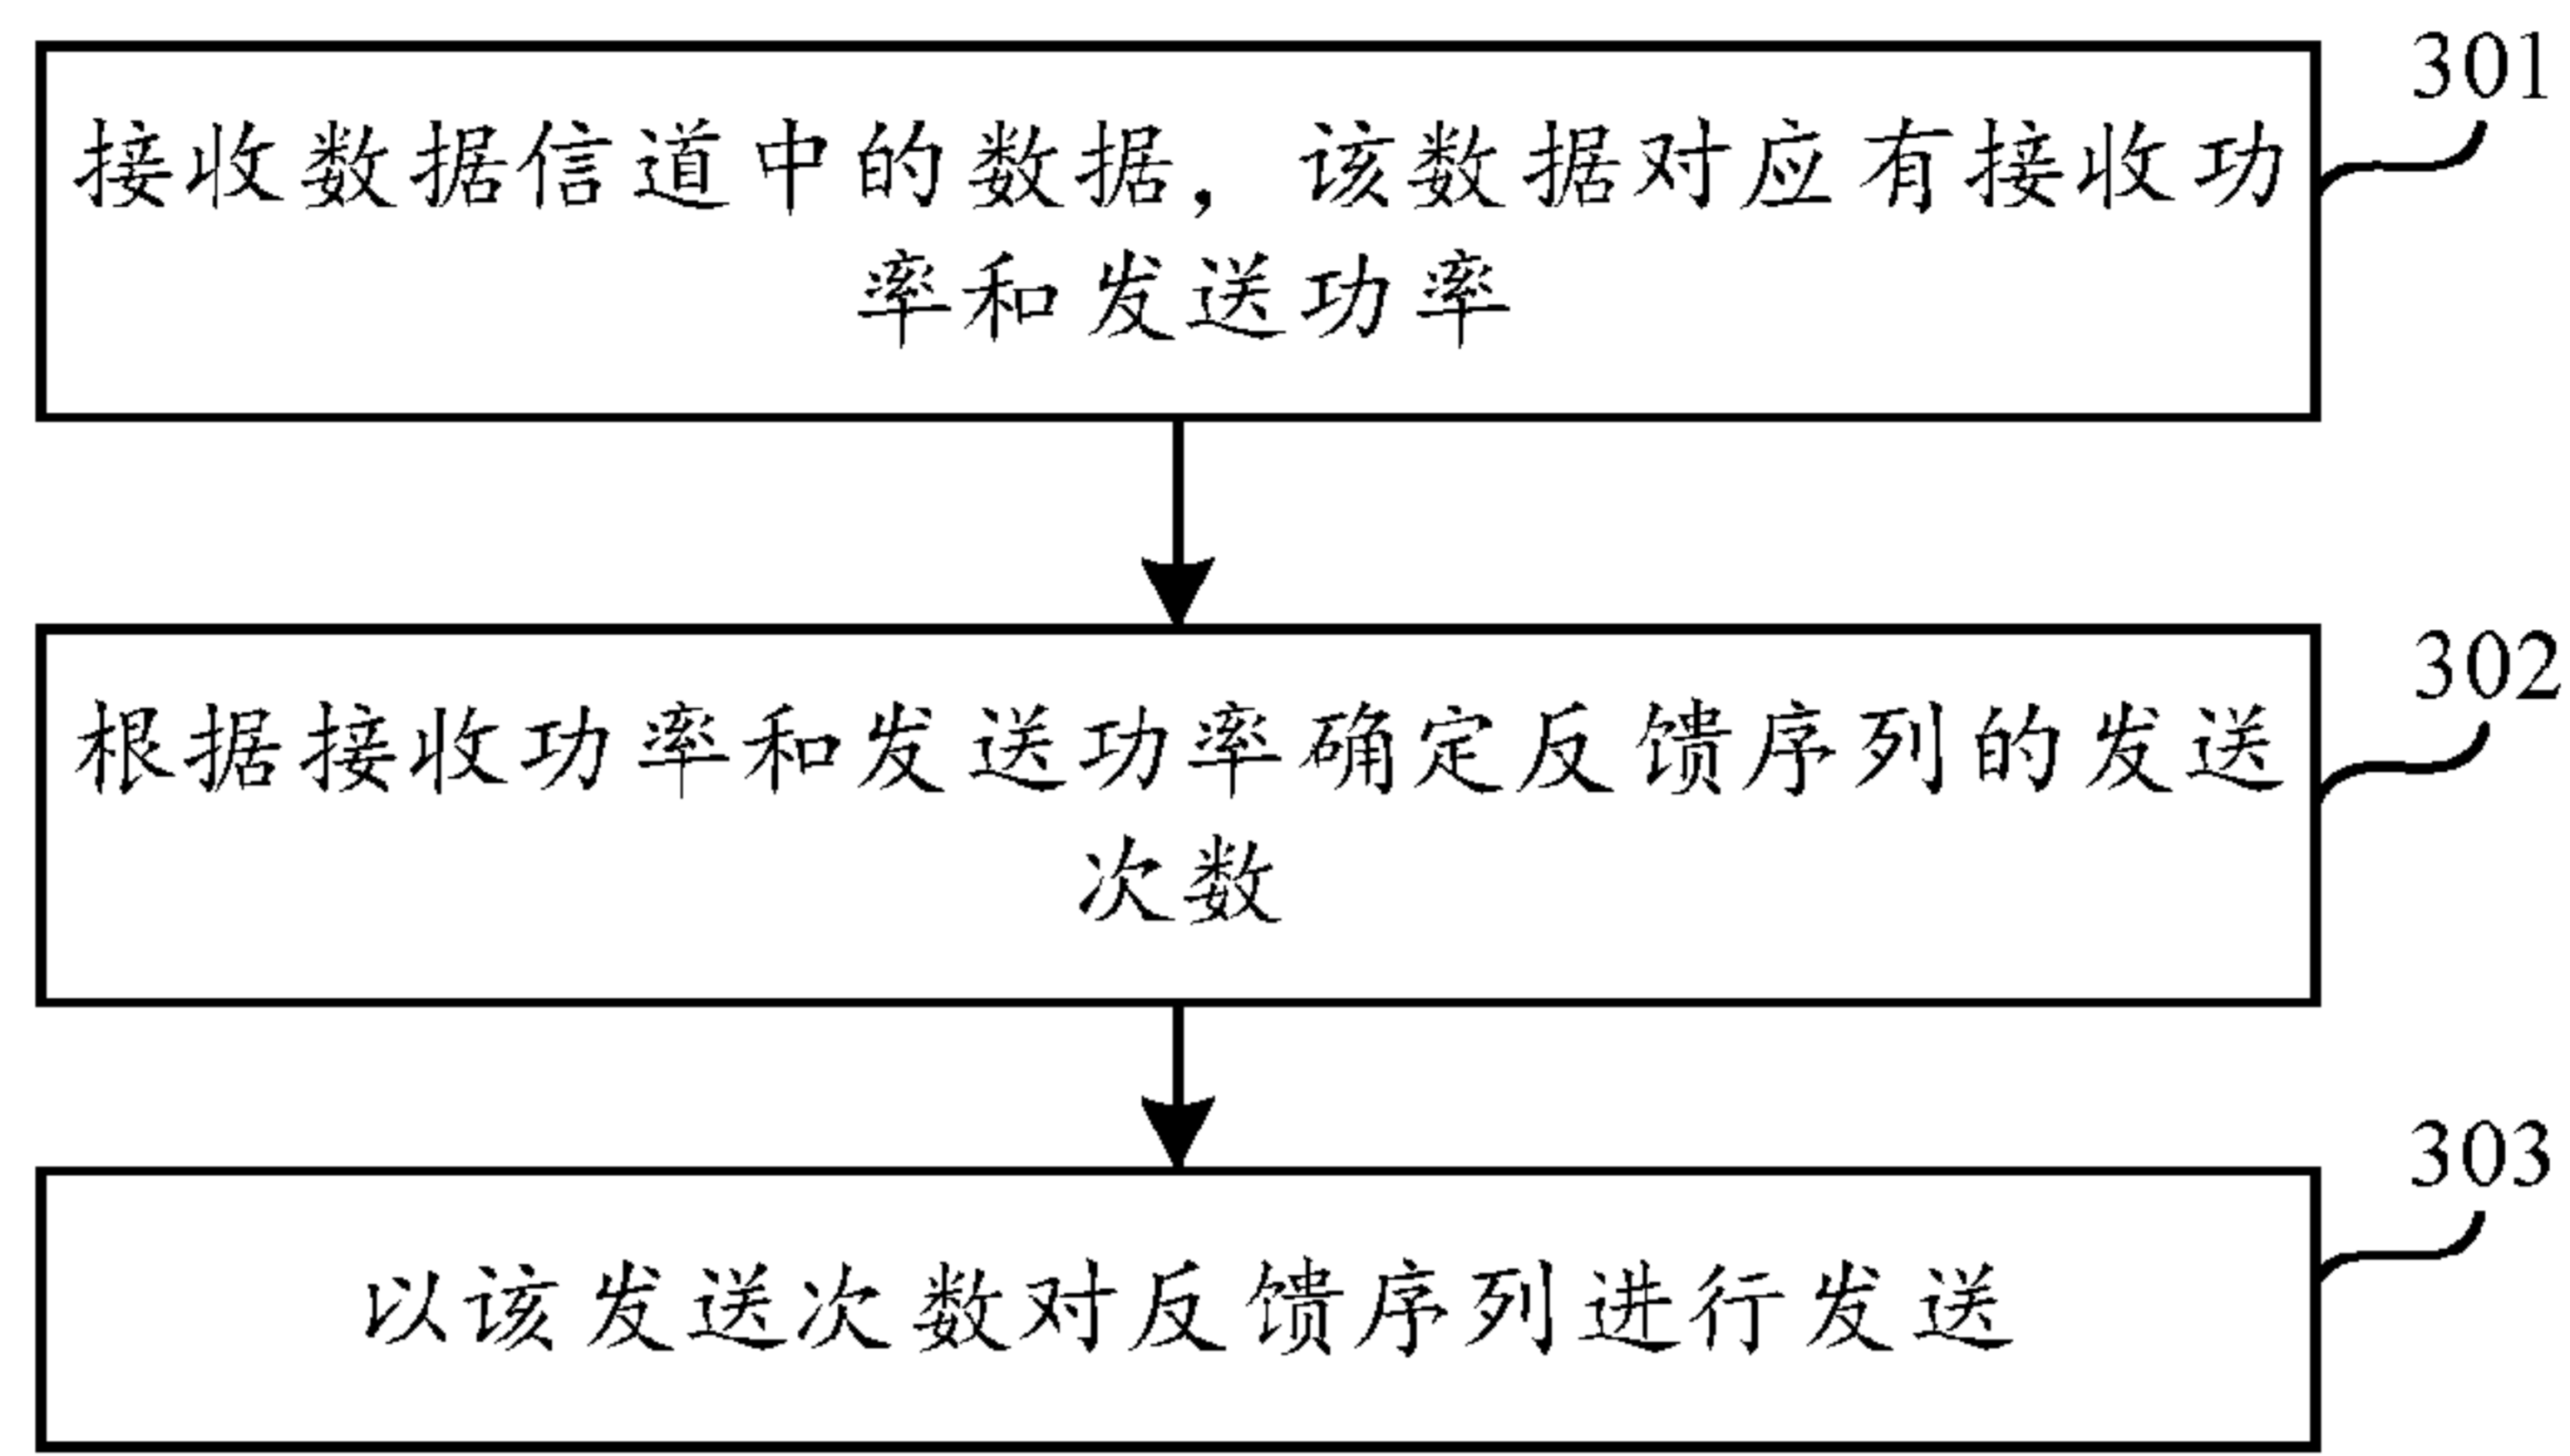 301
接收数据信道中的数据，该数据对应有接收功
率和发送功率
302
根据接收功率和发送功率确定反馈序列的发送
次数
303
以该发送次数对反馈序列进行发送